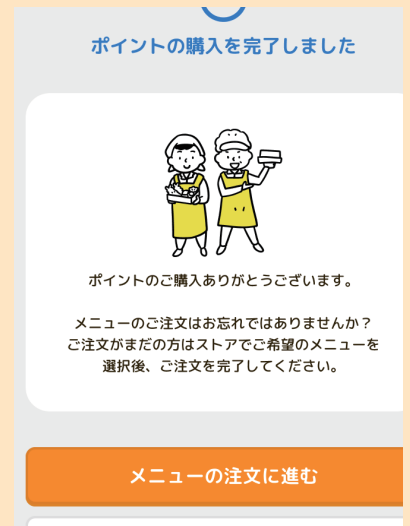 ポイントの購入を完了しました
ポイントのご購入ありがとうございます。
メニューのご注文はお忘れではありませんか？
ご注文がまだの方はストアでご希望のメニューを
選択後、ご注文を完了してください。
メニューの注文に進む